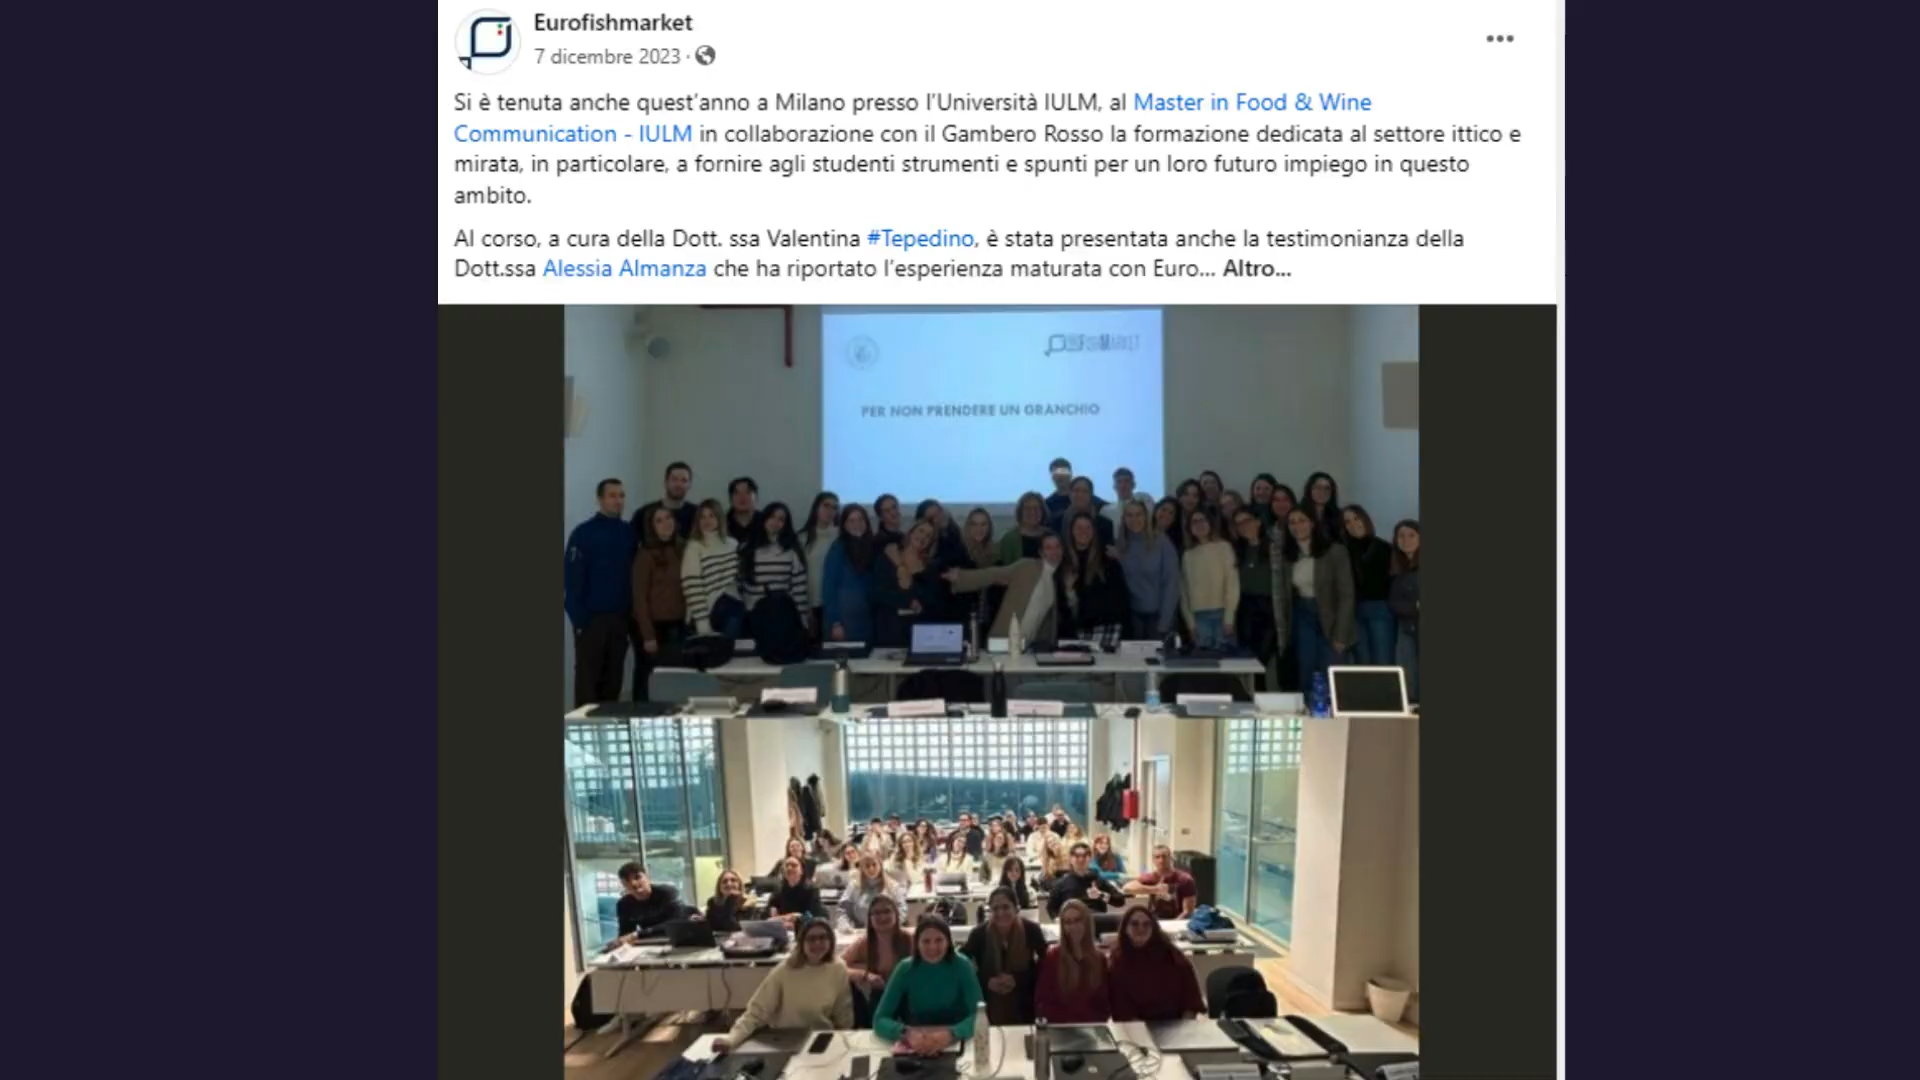 Eurofishmarket
7 dicembre 2023 ·
Si è tenuta anche quest'anno a Milano presso l'Università IULM, al Master in Food & Wine
Communication - IULM in collaborazione con il Gambero Rosso la formazione dedicata al settore ittico e
mirata, in particolare, a fornire agli studenti strumenti e spunti per un loro futuro impiego in questo
ambito.
Al corso, a cura della Dott. ssa Valentina #Tepedino, è stata presentata anche la testimonianza della
Dott.ssa Alessia Almanza che ha riportato l'esperienza maturata con Euro... Altro...
EUROFISHMARKET
PER NON PRENDERE UN GRANCHIO